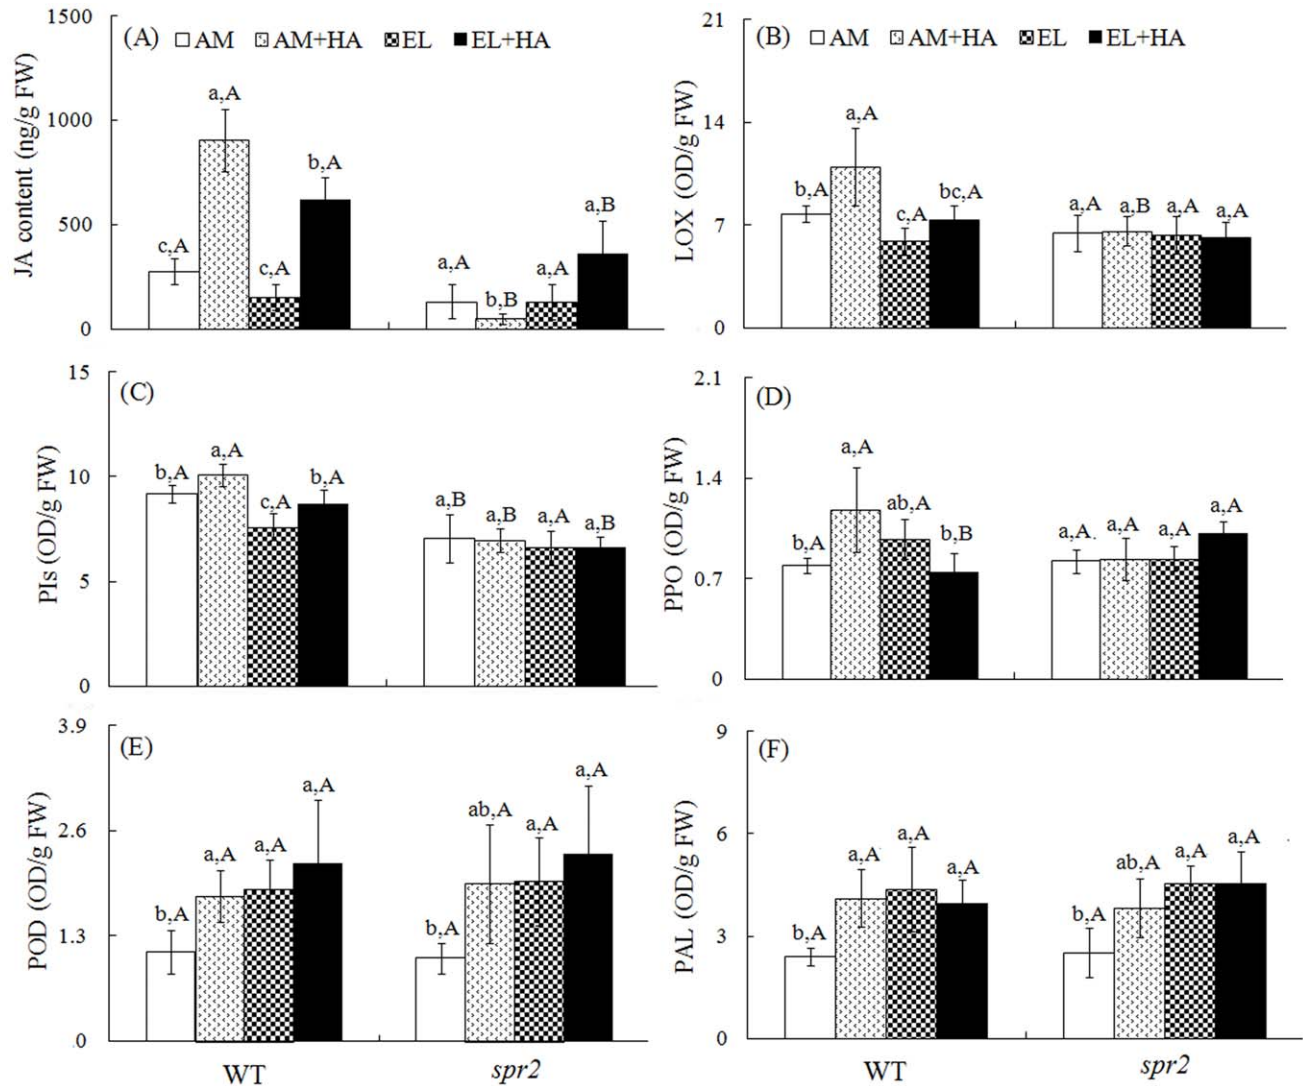 (A) AM AM+HA EL EL+HA
JA content (ng/g FW)
1500
1000
500
0
c,A a,A c,A b,A a,A b,B a,A a,B
(B) AM AM+HA EL EL+HA
LOX (OD/g FW)
21
14
7
0
b,A a,A c,A bc,A a,A a,B a,A a,A
(C)
PIs (OD/g FW)
15
10
5
0
b,A a,A c,A b,A a,B a,B a,A a,B
(D)
PPO (OD/g FW)
2.1
1.4
0.7
0
b,A a,A ab,A b,B a,A. a,A a,A a,A
(E)
POD (OD/g FW)
3.9
2.6
1.3
.0
b,A a,A a,A a,A b,A ab,A a,A a,A
WT spr2
(F)
PAL (OD/g FW)
9
6
3
0
b,A a,A a,A a,A b,A ab,A a,A a,A
WT spr2